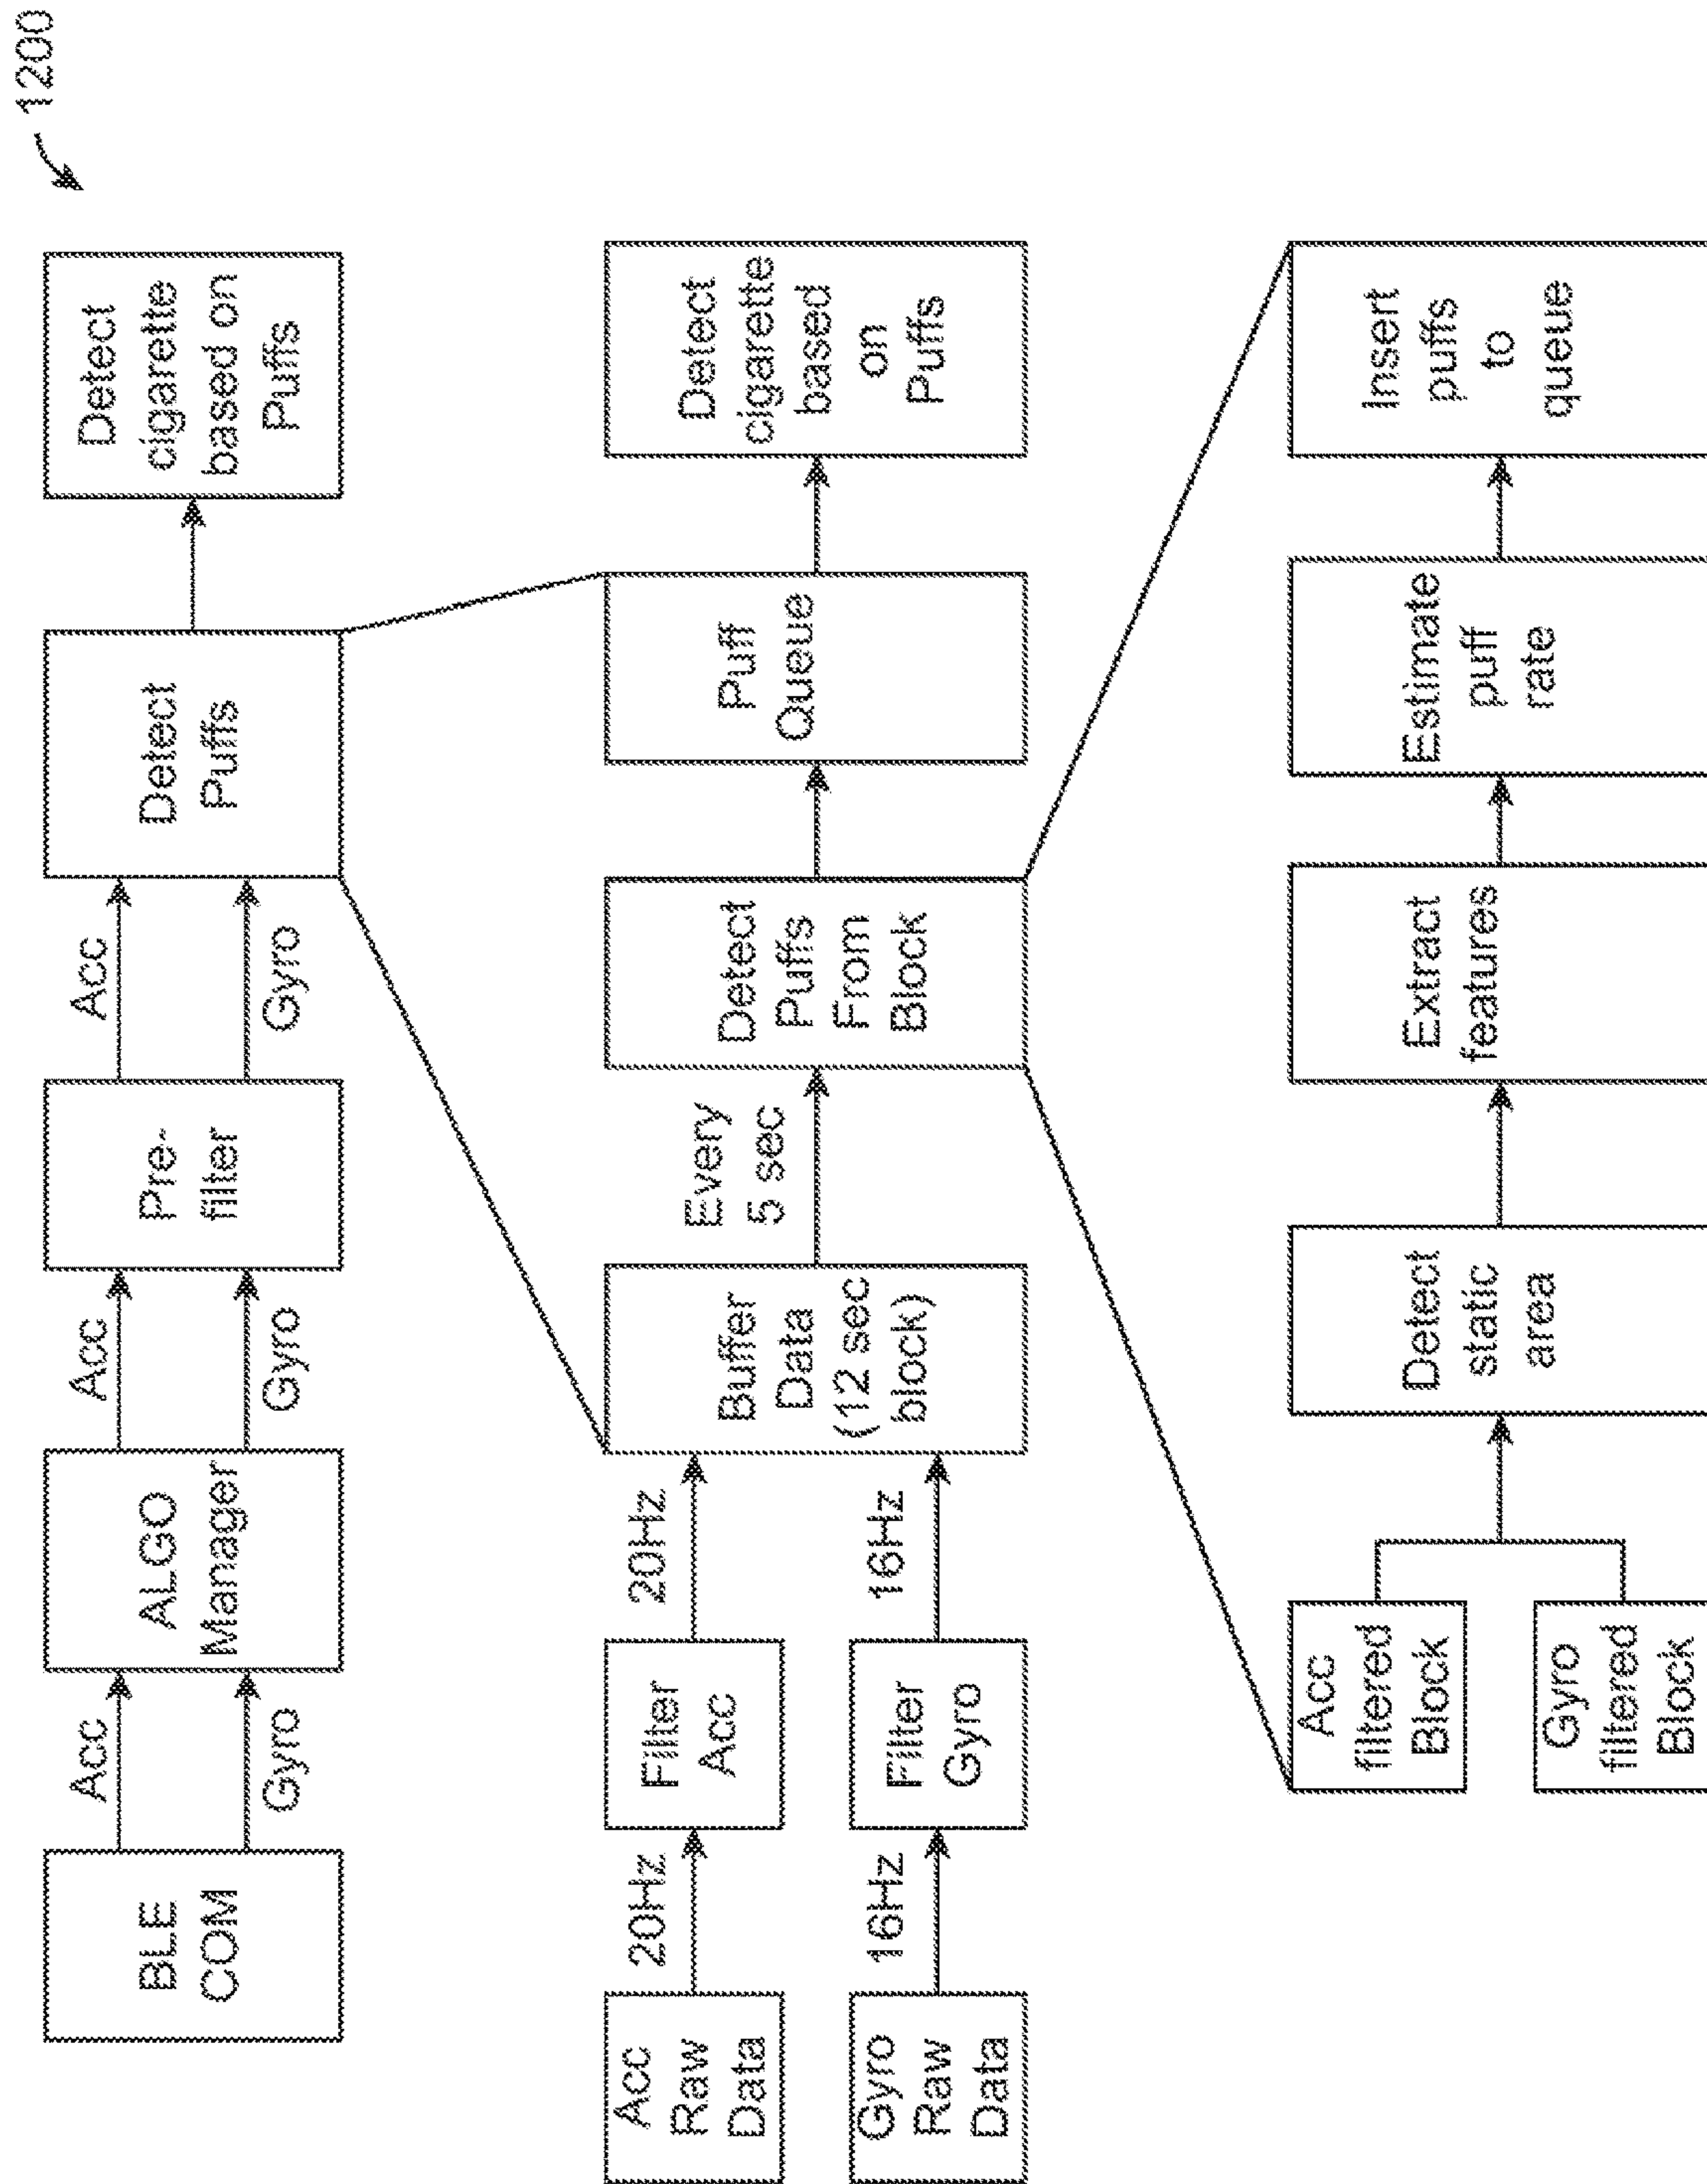 1200
BLE
COM
Acc
Gyro
ALGO
Manager
Acc
Gyro
Pre-
filter
Acc
Gyro
Detect
Puffs
Detect
cigarette
based on
Puffs
Acc
Raw
Data
20Hz
Filter
Acc
20Hz
Gyro
Raw
Data
16Hz
Filter
Gyro
16Hz
Buffer
Data
(12 sec
block)
Every
5 sec
Detect
Puffs
From
Block
Puff
Queue
Detect
cigarette
based
on
Puffs
Acc
filtered
Block
Gyro
filtered
Block
Detect
static
area
Extract
features
Estimate
puff
rate
Insert
puffs
to
queue